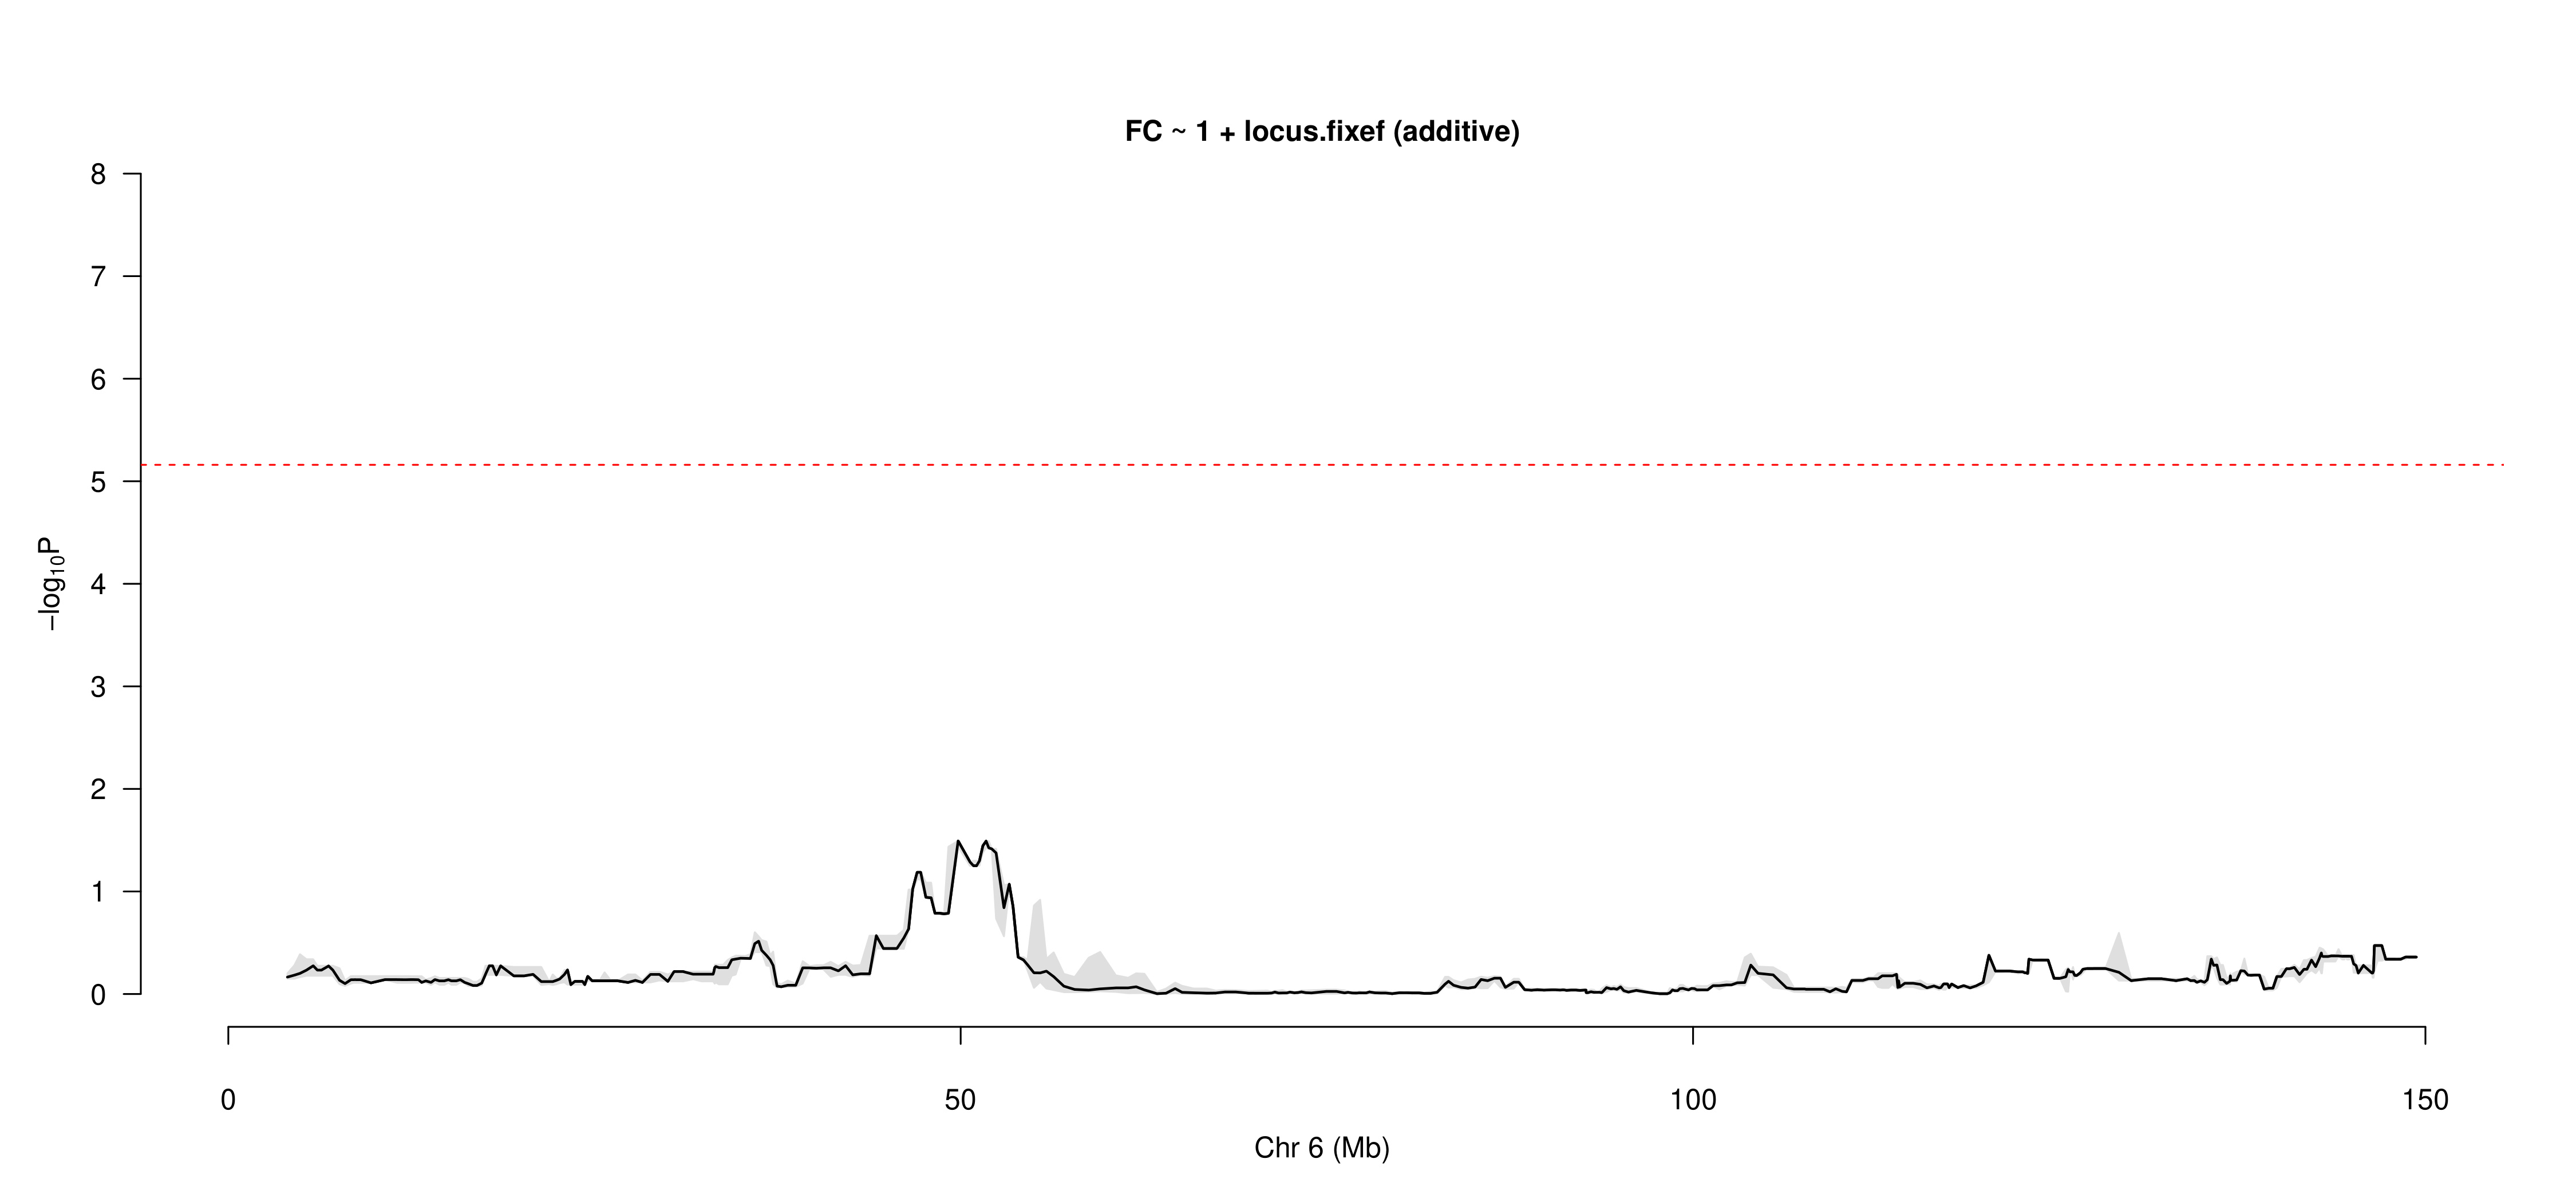 FC ~ 1 + locus.fixef (additive)
8
7
6
5
4
3
2
1
0
−log₁₀P
0 50 100 150
Chr 6 (Mb)